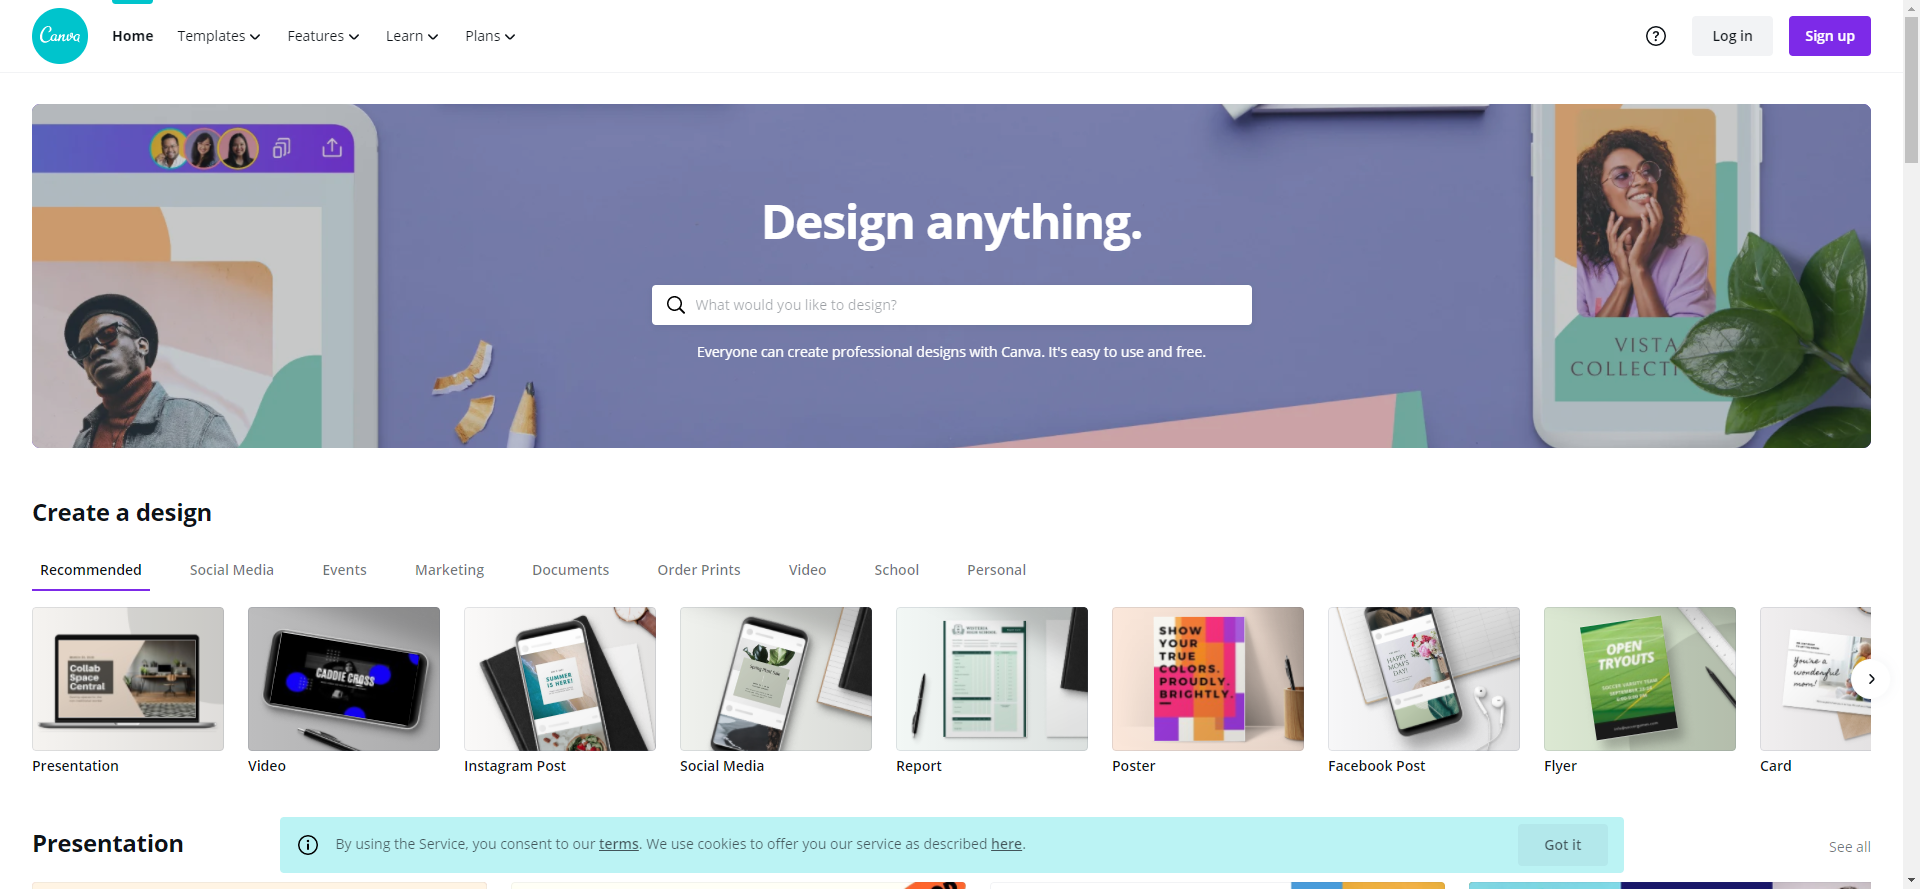 Canva
Home
Templates
Features
Learn
Plans
Log in
Sign up
Design anything.
What would you like to design?
Everyone can create professional designs with Canva. It's easy to use and free.
VISTA
COLLECTI
Create a design
Recommended
Social Media
Events
Marketing
Documents
Order Prints
Video
School
Personal
Collab
Space
Central
CADDIE CROSS
SUMMER
IS HERE!
SHOW
YOUR
TRUE
COLORS.
PROUDLY.
BRIGHTLY.
HAPPY
MOM'S
DAY!
OPEN
TRYOUTS
You're a
wonderful
mom!
Presentation
Video
Instagram Post
Social Media
Report
Poster
Facebook Post
Flyer
Card
Presentation
By using the Service, you consent to our terms. We use cookies to offer you our service as described here.
Got it
See all